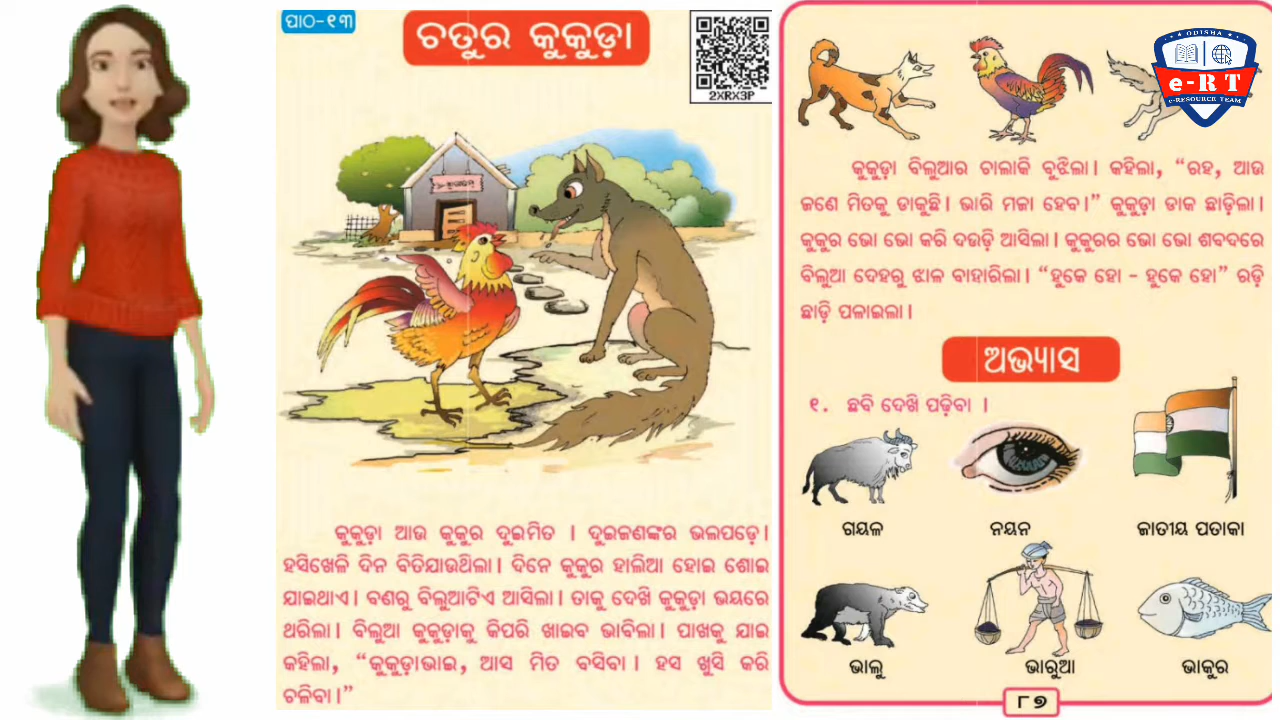 ପାଠ-୧୩
ଚତୁର କୁକୁଡ଼ା
2XRX3P
କୁକୁଡ଼ା ଆଉ କୁକୁର ଦୁଇମିତ । ଦୁଇଜଣଙ୍କର ଭଲପଡ଼େ।
ହସିଖେଳି ଦିନ ବିତିଯାଉଥିଲା। ଦିନେ କୁକୁର ହାଲିଆ ହୋଇ ଶୋଇ
ଯାଇଥାଏ। ବଣରୁ ବିଲୁଆଟିଏ ଆସିଲା। ତାକୁ ଦେଖି କୁକୁଡ଼ା ଭୟରେ
ଥରିଲା। ବିଲୁଆ କୁକୁଡ଼ାକୁ କିପରି ଖାଇବ ଭାବିଲା। ପାଖକୁ ଯାଇ
କହିଲା, “କୁକୁଡ଼ାଭାଇ, ଆସ ମିତ ବସିବା। ହସ ଖୁସି କରି
ଚଳିବା।”
ODISHA
e-RT
e-RESOURCE TEAM
କୁକୁଡ଼ା ବିଲୁଆର ଚାଲାକି ବୁଝିଲା। କହିଲା, “ରହ, ଆଉ
ଜଣେ ମିତକୁ ଡାକୁଛି। ଭାରି ମଜା ହେବ।” କୁକୁଡ଼ା ଡାକ ଛାଡ଼ିଲା।
କୁକୁର ଭୋ ଭୋ କରି ଦଉଡ଼ି ଆସିଲା। କୁକୁରର ଭୋ ଭୋ ଶବଦରେ
ବିଲୁଆ ଦେହରୁ ଝାଳ ବାହାରିଲା। “ହୁକେ ହୋ - ହୁକେ ହୋ” ରଡ଼ି
ଛାଡ଼ି ପଳାଇଲା।
ଅଭ୍ୟାସ
୧. ଛବି ଦେଖି ପଢ଼ିବା ।
ଗୟଳ ନୟନ ଜାତୀୟ ପତାକା
ଭାଲୁ ଭାରୁଆ ଭାକୁର
୮୭